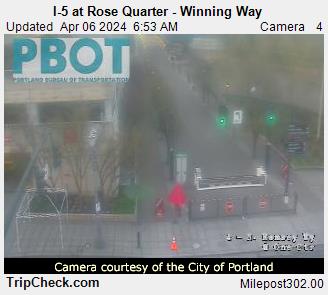 I-5 at Rose Quarter - Winning Way
Updated Apr 06 2024 6:53 AM Camera 4
PBOT
PORTLAND BUREAU OF TRANSPORTATION
Camera courtesy of the City of Portland
TripCheck.com Milepost302.00